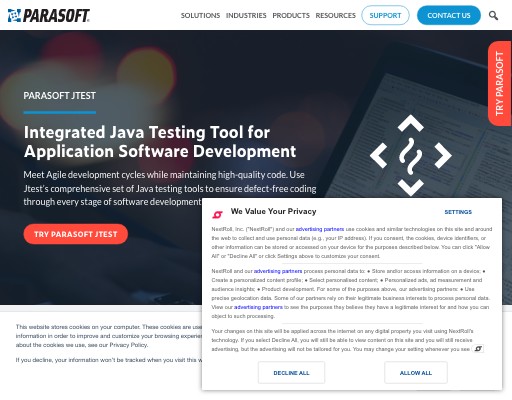 PARASOFT
SOLUTIONS INDUSTRIES PRODUCTS RESOURCES SUPPORT CONTACT US
TRY PARASOFT
PARASOFT JTEST
Integrated Java Testing Tool for
Application Software Development
Meet Agile development cycles while maintaining high-quality code. Use
Jtest's comprehensive set of Java testing tools to ensure defect-free coding
through every stage of software development
TRY PARASOFT JTEST
This website stores cookies on your computer. These cookies are use
information in order to improve and customize your browsing experie
about the cookies we use, see our Privacy Policy.
If you decline, your information won't be tracked when you visit this w
We Value Your Privacy
SETTINGS
NextRoll, Inc. ("NextRoll") and our advertising partners use cookies and similar technologies on this site and around
the web to collect and use personal data (e.g., your IP address). If you consent, the cookies, device identifiers, or
other information can be stored or accessed on your device for the purposes described below. You can click "Allow
All" or "Decline All" or click Settings above to customize your consent.
NextRoll and our advertising partners process personal data to: ● Store and/or access information on a device; ●
Create a personalized content profile; ● Select personalised content; ● Personalized ads, ad measurement and
audience insights; ● Product development. For some of the purposes above, our advertising partners: ● Use
precise geolocation data. Some of our partners rely on their legitimate business interests to process personal data.
View our advertising partners to see the purposes they believe they have a legitimate interest for and how you can
object to such processing.
Your changes on this site will be applied across the internet on any digital property you visit using NextRoll's
technology. If you select Decline All, you will still be able to view content on this site and you will still receive
advertising, but the advertising will not be tailored for you. You may change your setting whenever you see
DECLINE ALL
ALLOW ALL